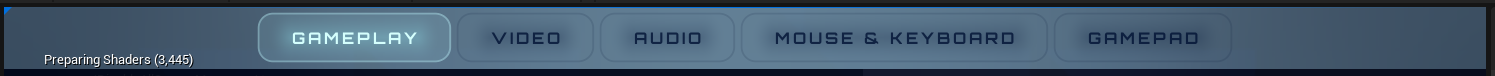 GAMEPLAY VIDEO AUDIO MOUSE & KEYBOARD GAMEPAD
Preparing Shaders (3,445)